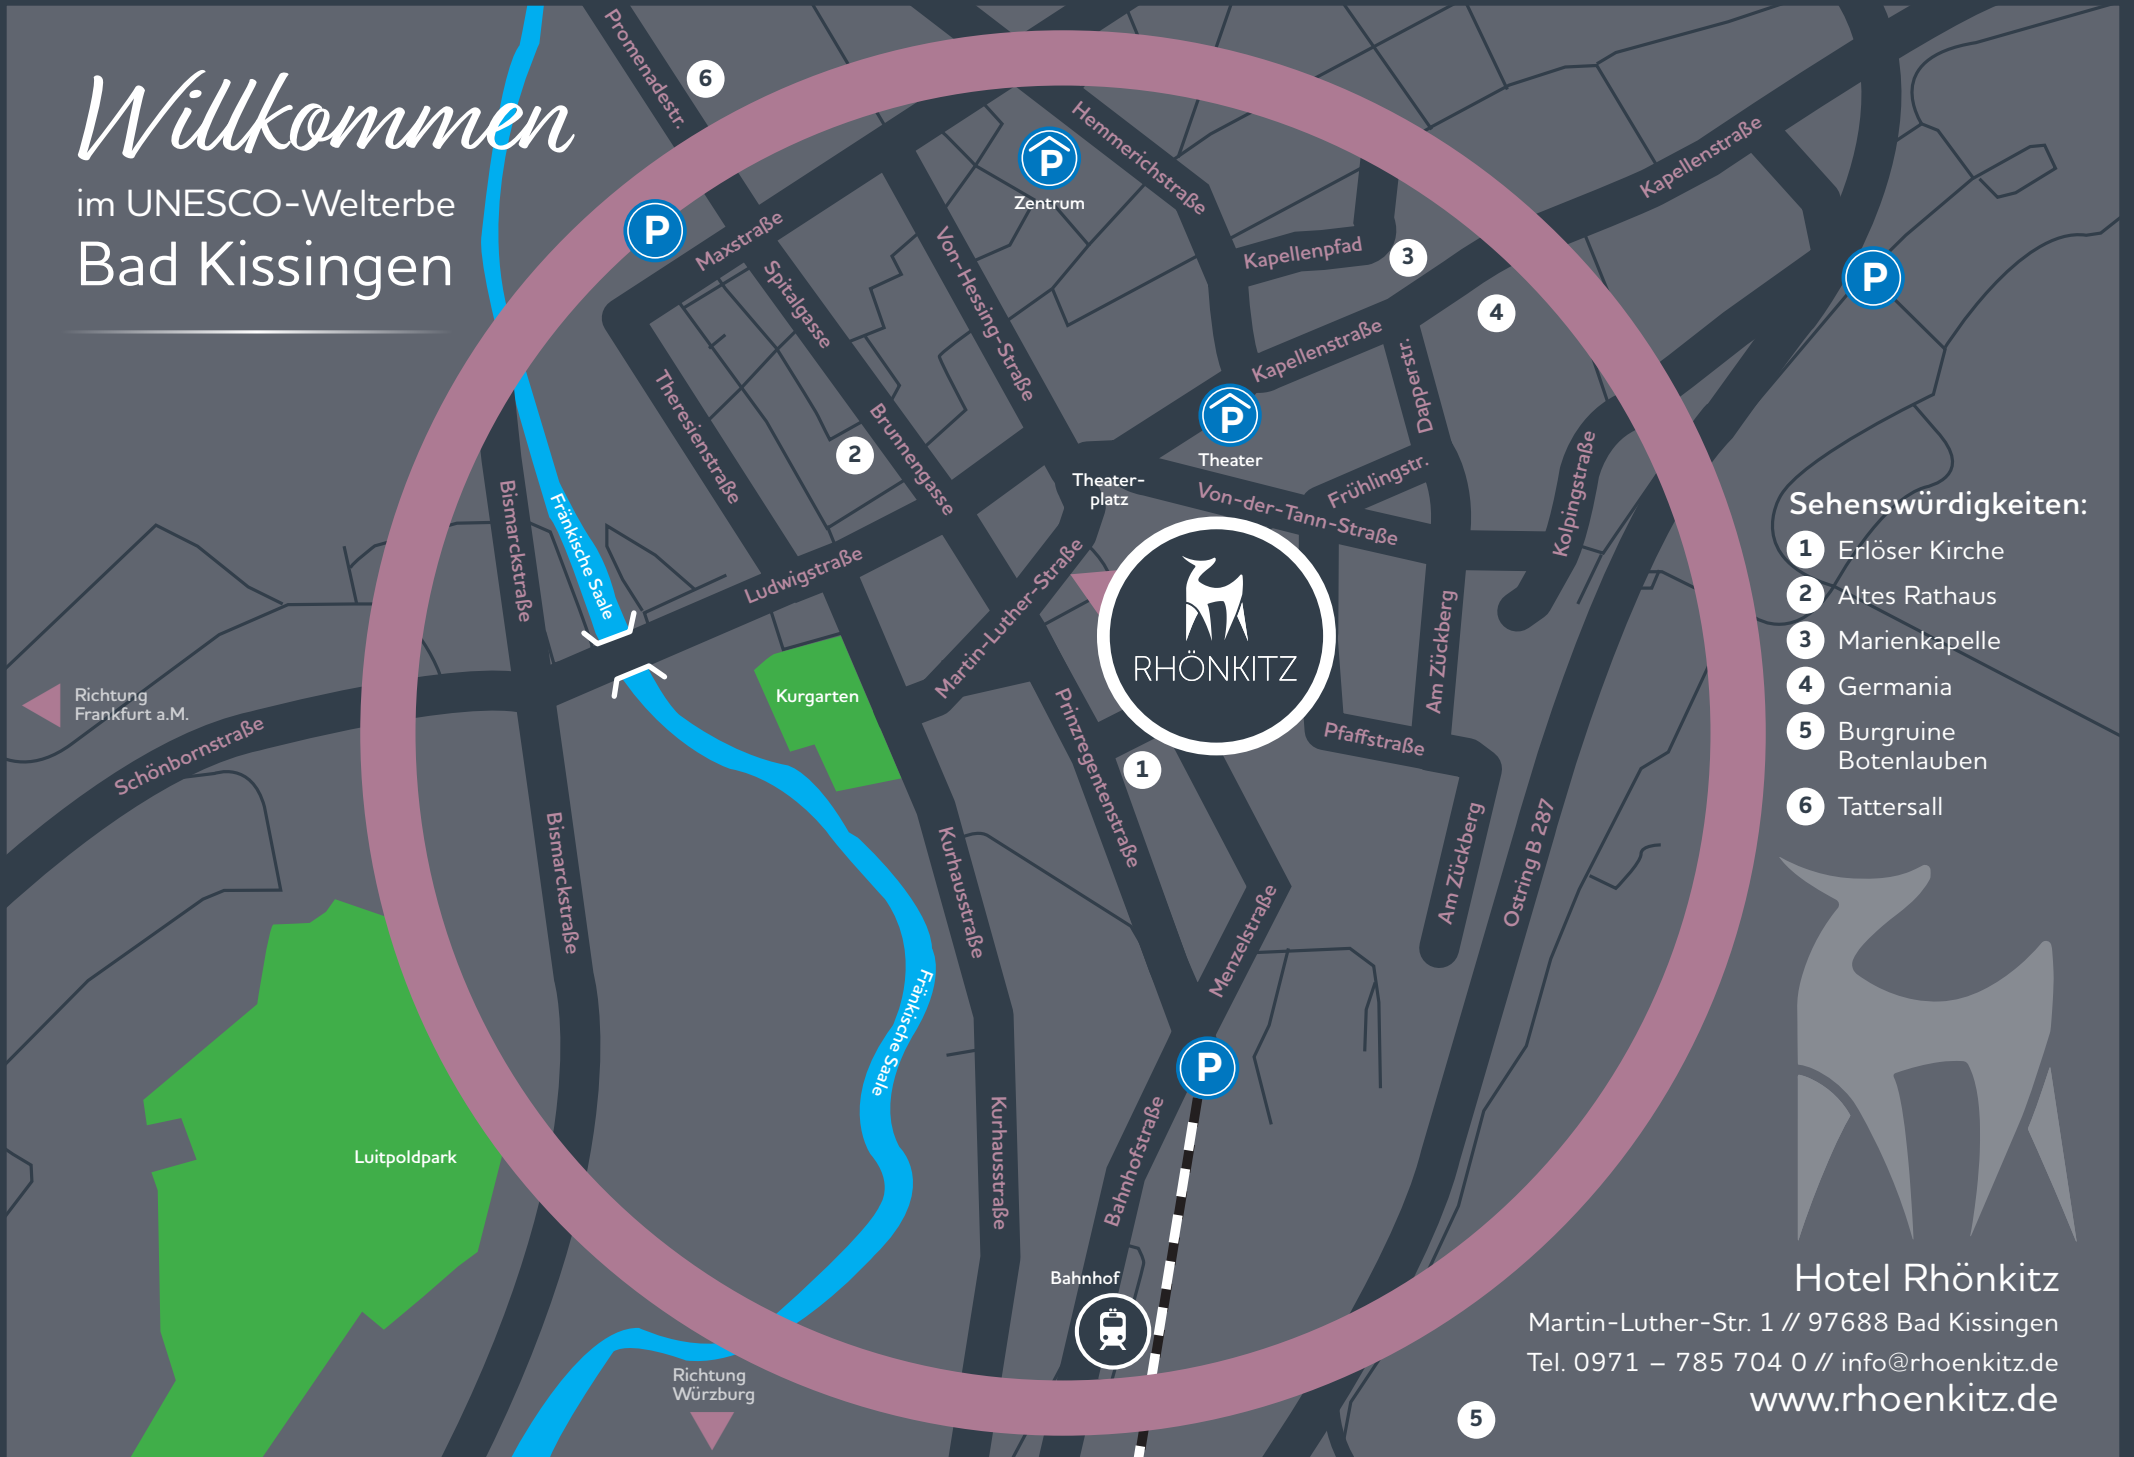 Willkommen
im UNESCO-Welterbe
Bad Kissingen
Promenadestr.
6
P
P
Zentrum
Hemmerichstraße
Kapellenstraße
Maxstraße
Spitalgasse
Von-Hessing-Straße
Kapellenpfad
3
4
P
Kapellenstraße
Dapperstr.
Theresienstraße
Brunnengasse
2
P
Theater
Theater-
platz
Frühlingstr.
Von-der-Tann-Straße
Kolpingstraße
Bismarckstraße
Fränkische Saale
Ludwigstraße
Martin-Luther-Straße
RHÖNKITZ
Am Zückberg
Sehenswürdigkeiten:
1 Erlöser Kirche
2 Altes Rathaus
3 Marienkapelle
4 Germania
5 Burgruine
Botenlauben
6 Tattersall
Richtung
Frankfurt a.M.
Schönbornstraße
Kurgarten
Prinzregentenstraße
1
Pfaffstraße
Bismarckstraße
Kurhausstraße
Menzelstraße
Am Zückberg
Ostring B 287
Fränkische Saale
P
Luitpoldpark
Kurhausstraße
Bahnhofstraße
Bahnhof
Richtung
Würzburg
5
Hotel Rhönkitz
Martin-Luther-Str. 1 // 97688 Bad Kissingen
Tel. 0971 – 785 704 0 // info@rhoenkitz.de
www.rhoenkitz.de